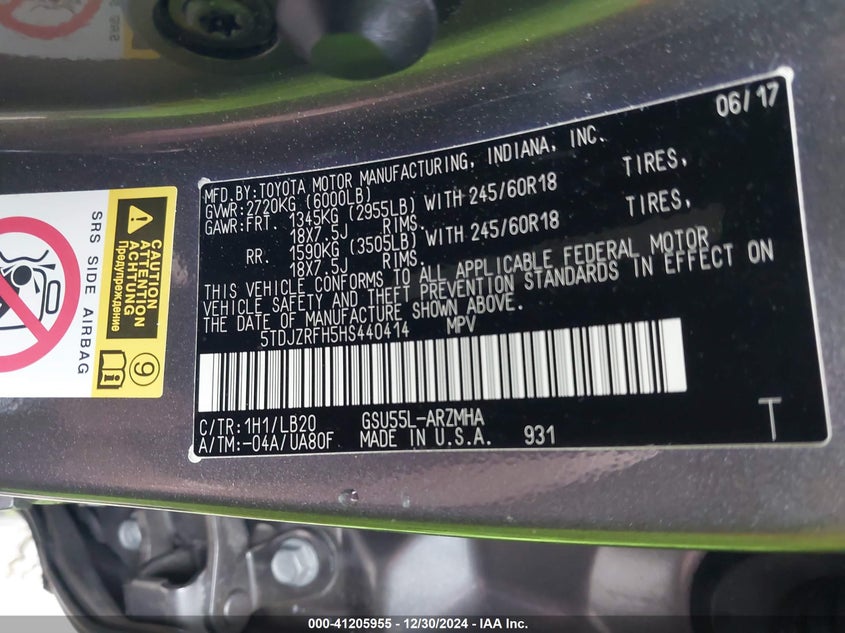 SRS SIDE AIRBAG
CAUTION
ATTENTION
ACHTUNG
Предупреждение
9
06/17
MFD.BY:TOYOTA MOTOR MANUFACTURING, INDIANA, INC.
GVWR:2720KG (6000LB)
GAWR:FRT. 1345KG (2955LB) WITH 245/60R18 TIRES,
18X7.5J RIMS.
RR. 1590KG (3505LB) WITH 245/60R18 TIRES,
18X7.5J RIMS.
THIS VEHICLE CONFORMS TO ALL APPLICABLE FEDERAL MOTOR
VEHICLE SAFETY AND THEFT PREVENTION STANDARDS IN EFFECT ON
THE DATE OF MANUFACTURE SHOWN ABOVE.
5TDJZRFH5HS440414 MPV
C/TR:1H1/LB20 GSU55L-ARZMHA
A/TM:-04A/UA80F MADE IN U.S.A. 931
T
000-41205955 - 12/30/2024 - IAA Inc.